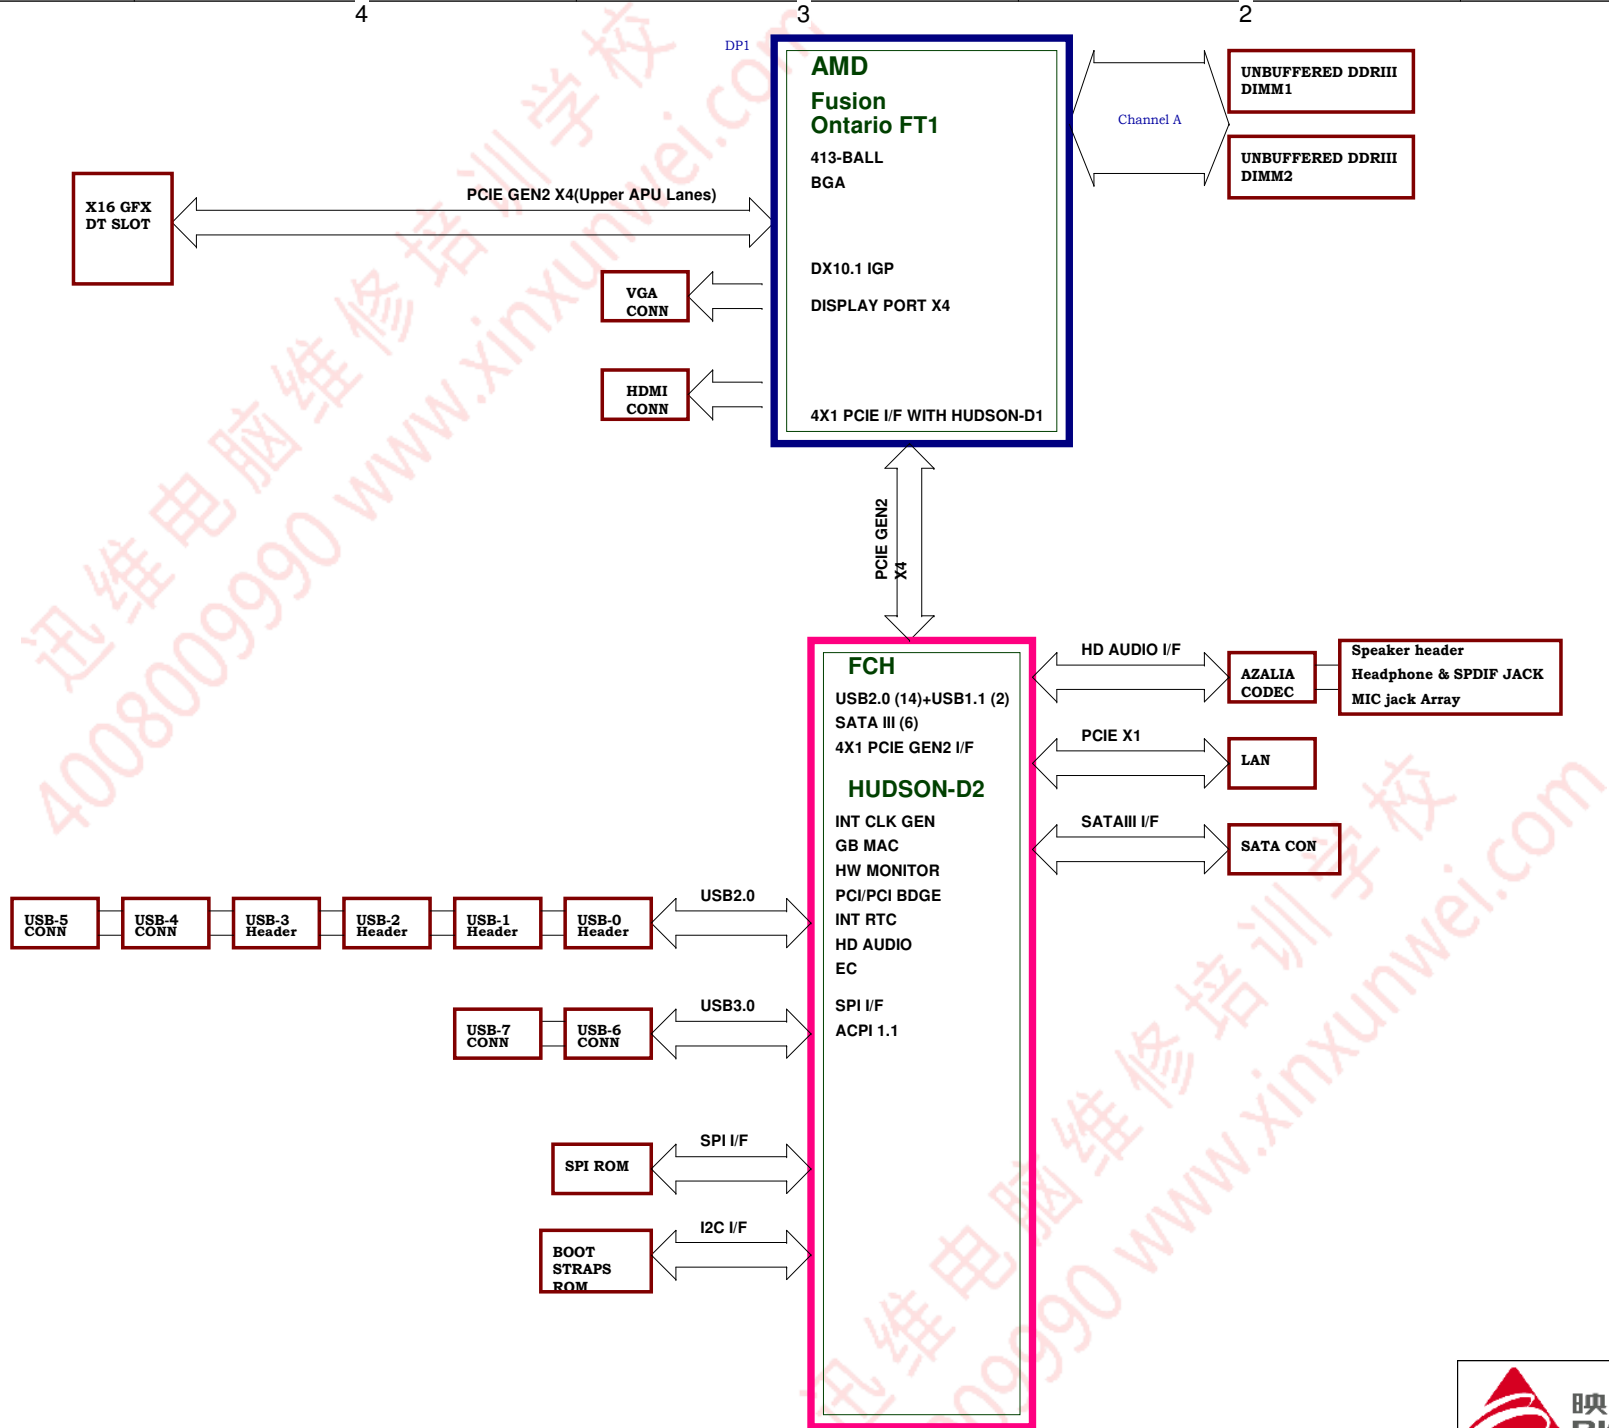 4
3
2
DP1
AMD
Fusion
Ontario FT1
413-BALL
BGA
DX10.1 IGP
DISPLAY PORT X4
4X1 PCIE I/F WITH HUDSON-D1
Channel A
UNBUFFERED DDRIII
DIMM1
UNBUFFERED DDRIII
DIMM2
X16 GFX
DT SLOT
PCIE GEN2 X4(Upper APU Lanes)
VGA
CONN
HDMI
CONN
PCIE GEN2
X4
FCH
USB2.0 (14)+USB1.1 (2)
SATA III (6)
4X1 PCIE GEN2 I/F
HUDSON-D2
INT CLK GEN
GB MAC
HW MONITOR
PCI/PCI BDGE
INT RTC
HD AUDIO
EC
SPI I/F
ACPI 1.1
HD AUDIO I/F
AZALIA
CODEC
Speaker header
Headphone & SPDIF JACK
MIC jack Array
PCIE X1
LAN
SATAIII I/F
SATA CON
USB-5
CONN
USB-4
CONN
USB-3
Header
USB-2
Header
USB-1
Header
USB-0
Header
USB2.0
USB-7
CONN
USB-6
CONN
USB3.0
SPI ROM
SPI I/F
BOOT
STRAPS
ROM
I2C I/F
迅维电脑维修培训学校
4008009990 www.xinxunwei.com
迅维电脑维修培训学校
09990 www.xinxunwei.com
映